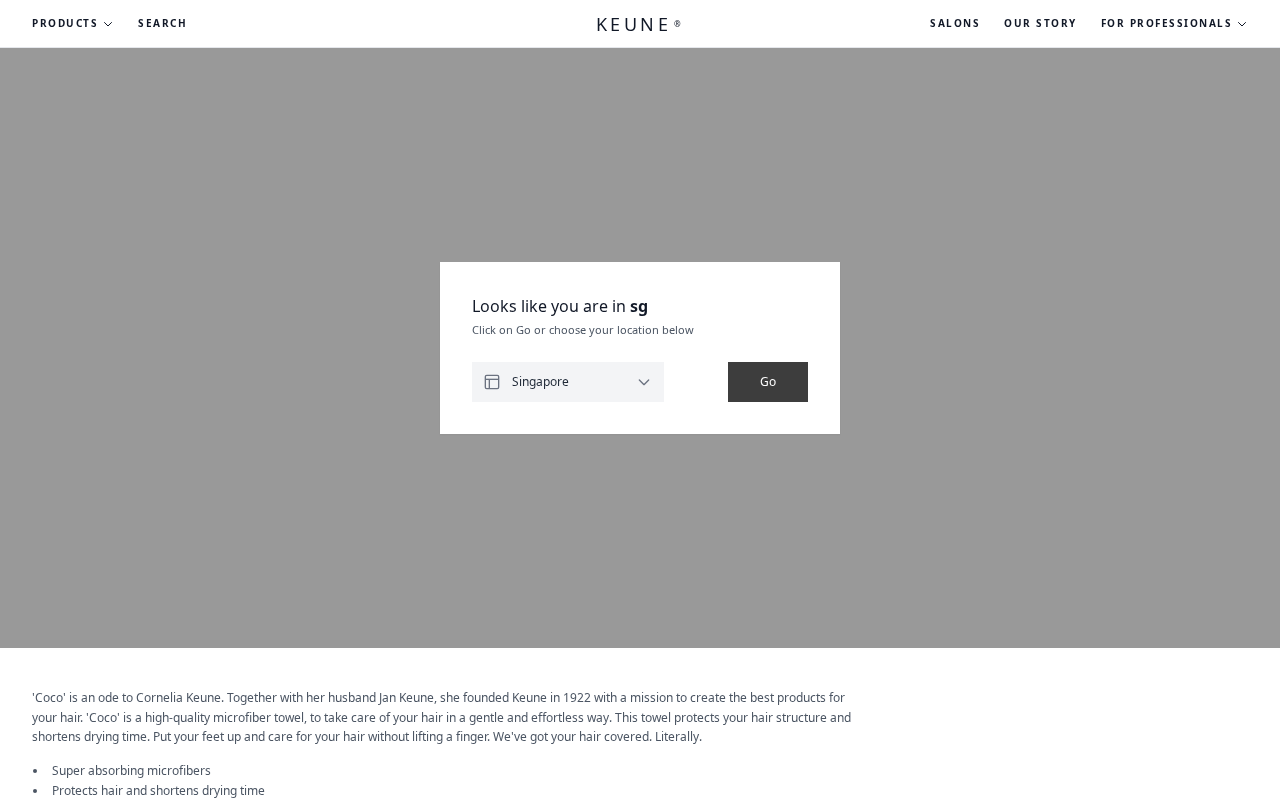 PRODUCTS SEARCH KEUNE® SALONS OUR STORY FOR PROFESSIONALS
Looks like you are in sg
Click on Go or choose your location below
Singapore Go
'Coco' is an ode to Cornelia Keune. Together with her husband Jan Keune, she founded Keune in 1922 with a mission to create the best products for
your hair. 'Coco' is a high-quality microfiber towel, to take care of your hair in a gentle and effortless way. This towel protects your hair structure and
shortens drying time. Put your feet up and care for your hair without lifting a finger. We've got your hair covered. Literally.
• Super absorbing microfibers
• Protects hair and shortens drying time